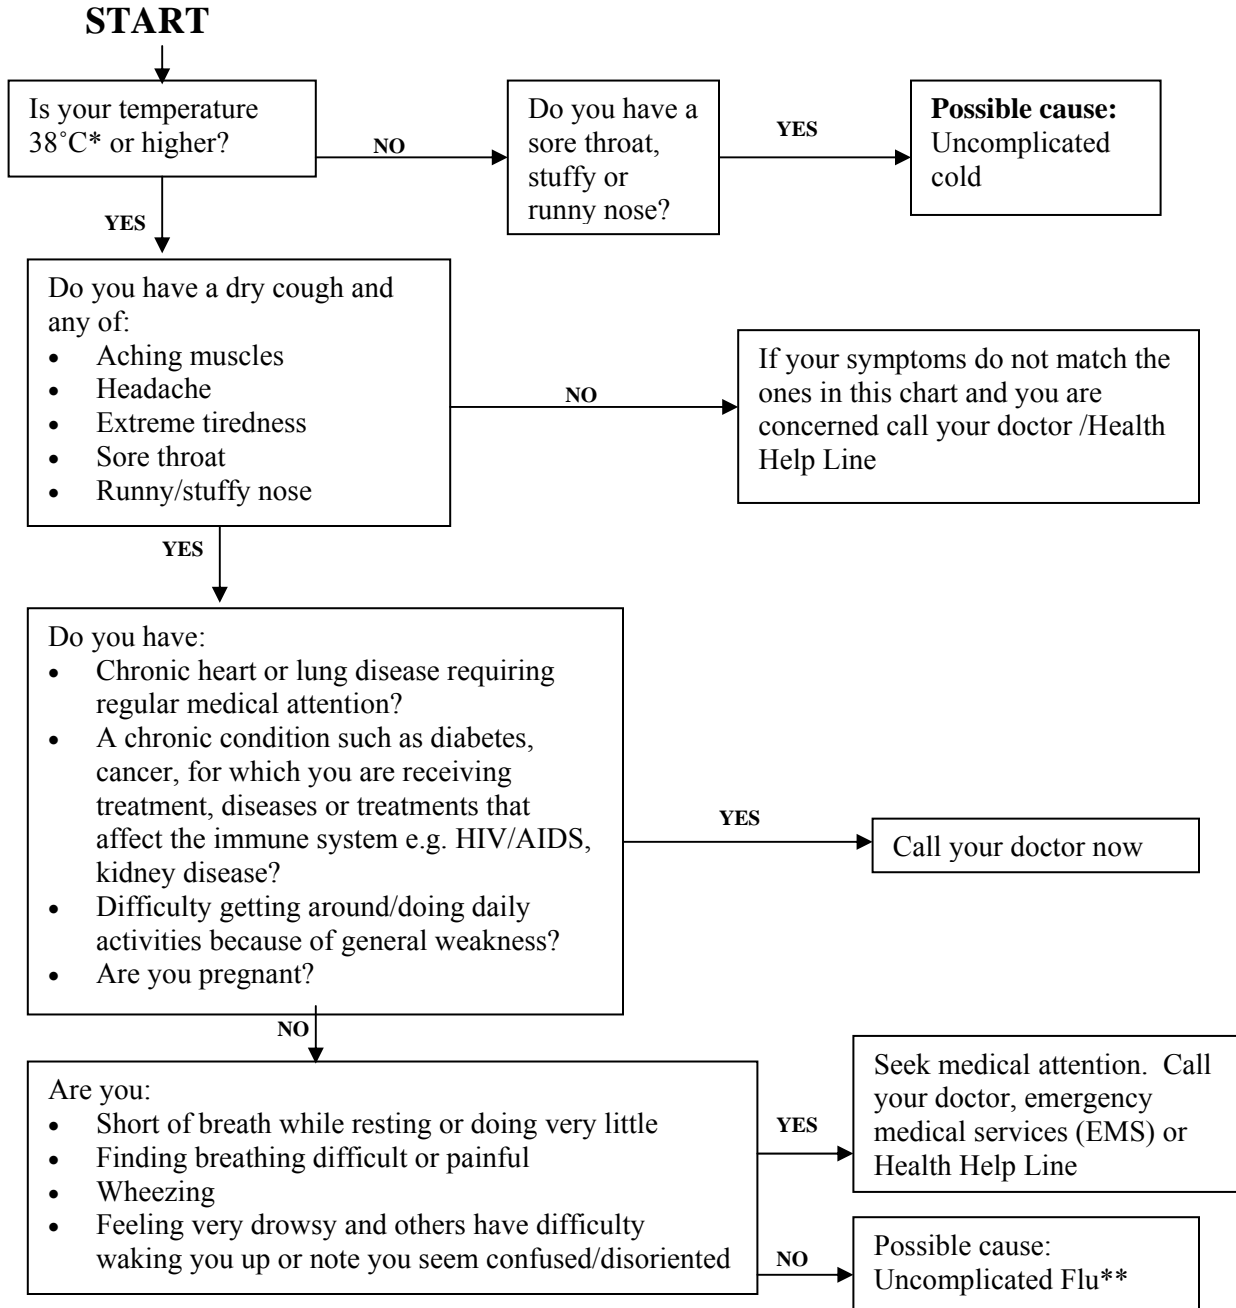 START
Is your temperature
38˚C* or higher?
NO
Do you have a
sore throat,
stuffy or
runny nose?
YES
Possible cause:
Uncomplicated
cold
YES
Do you have a dry cough and
any of:
• Aching muscles
• Headache
• Extreme tiredness
• Sore throat
• Runny/stuffy nose
NO
If your symptoms do not match the
ones in this chart and you are
concerned call your doctor /Health
Help Line
YES
Do you have:
• Chronic heart or lung disease requiring
regular medical attention?
• A chronic condition such as diabetes,
cancer, for which you are receiving
treatment, diseases or treatments that
affect the immune system e.g. HIV/AIDS,
kidney disease?
• Difficulty getting around/doing daily
activities because of general weakness?
• Are you pregnant?
YES
Call your doctor now
NO
Are you:
• Short of breath while resting or doing very little
• Finding breathing difficult or painful
• Wheezing
• Feeling very drowsy and others have difficulty
waking you up or note you seem confused/disoriented
YES
Seek medical attention.  Call
your doctor, emergency
medical services (EMS) or
Health Help Line
NO
Possible cause:
Uncomplicated Flu**